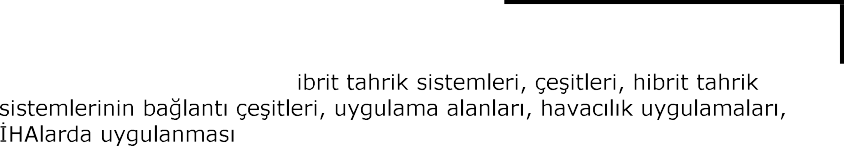 ibrit tahrik sistemleri, çeşitleri, hibrit tahrik
sistemlerinin bağlantı çeşitleri, uygulama alanları, havacılık uygulamaları,
İHAlarda uygulanması